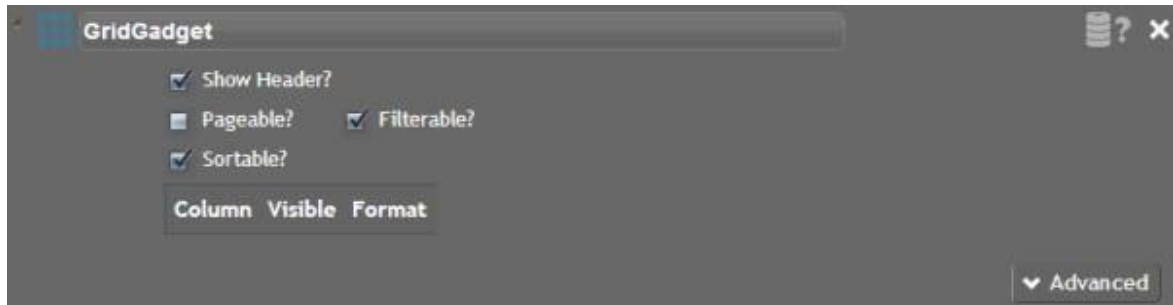 GridGadget ?
Show Header?
Pageable? Filterable?
Sortable?
Column Visible Format
Advanced